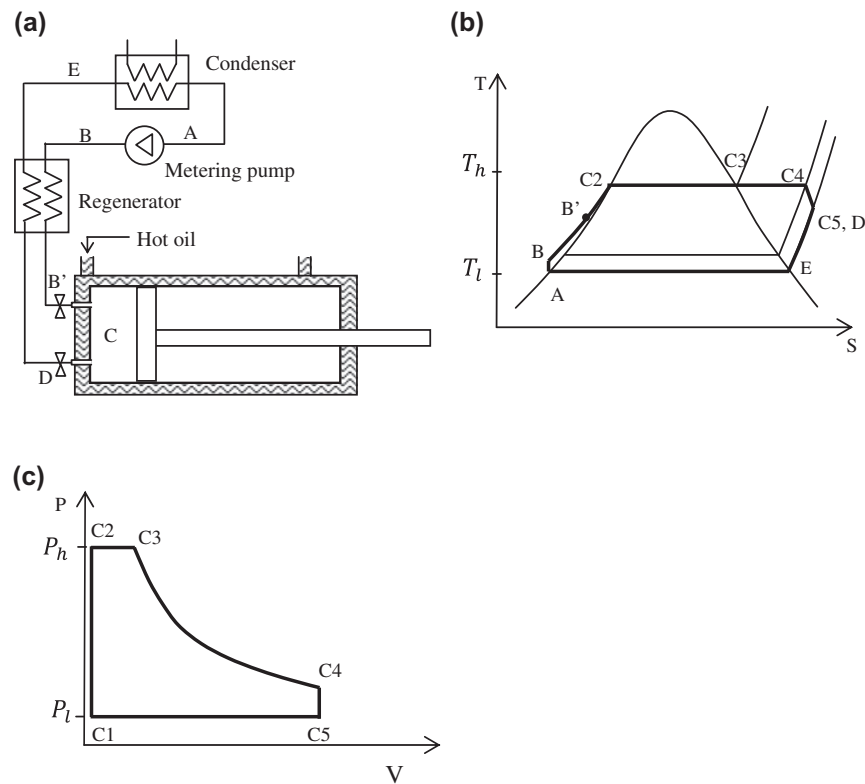 (a)
E
Condenser
B
A
Metering pump
Regenerator
Hot oil
B'
C
D
(b)
T
T_h
C2
C3
C4
B'
C5, D
B
T_l
A
E
S
(c)
P
C2
C3
P_h
C4
P_l
C1
C5
V